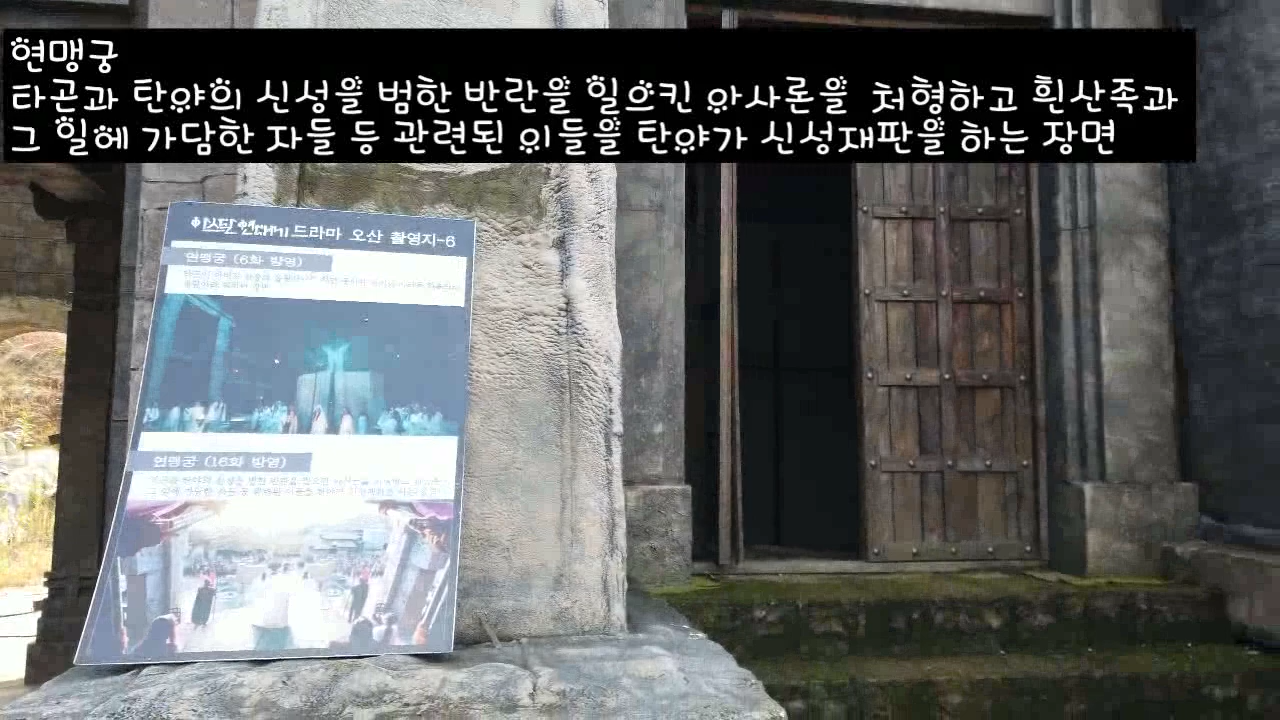 현맹궁
타곤과 탄야의 신성을 범한 반란을 일으킨 아사론을 처형하고 흰산족과
그 일에 가담한 자들 등 관련된 이들을 탄야가 신성재판을 하는 장면
아스달 연대기 드라마 오산 촬영지-6
연맹궁 (6화 방영)
연맹궁 (16화 방영)